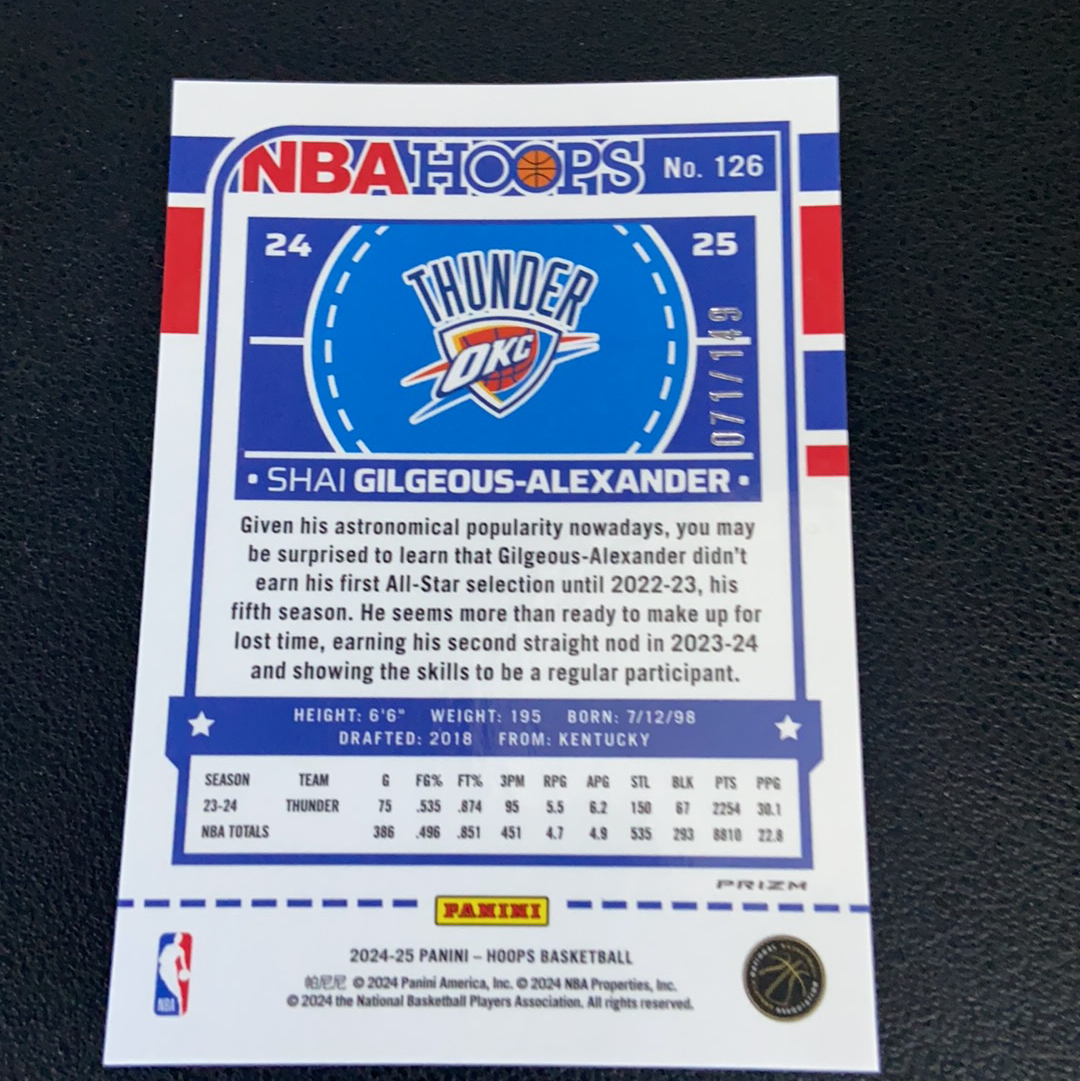 NBA HOOPS No. 126
24 25
THUNDER
OKC
071/149
• SHAI GILGEOUS-ALEXANDER •
Given his astronomical popularity nowadays, you may
be surprised to learn that Gilgeous-Alexander didn't
earn his first All-Star selection until 2022-23, his
fifth season. He seems more than ready to make up for
lost time, earning his second straight nod in 2023-24
and showing the skills to be a regular participant.
HEIGHT: 6'6" WEIGHT: 195 BORN: 7/12/98
DRAFTED: 2018 FROM: KENTUCKY
SEASON TEAM G FG% FT% 3PM RPG APG STL BLK PTS PPG
23-24 THUNDER 75 .535 .874 95 5.5 6.2 150 67 2254 30.1
NBA TOTALS 386 .496 .851 451 4.7 4.9 535 293 8810 22.8
PRIZM
PANINI
2024-25 PANINI – HOOPS BASKETBALL
帕尼尼 © 2024 Panini America, Inc. © 2024 NBA Properties, Inc.
© 2024 the National Basketball Players Association. All rights reserved.
NBA